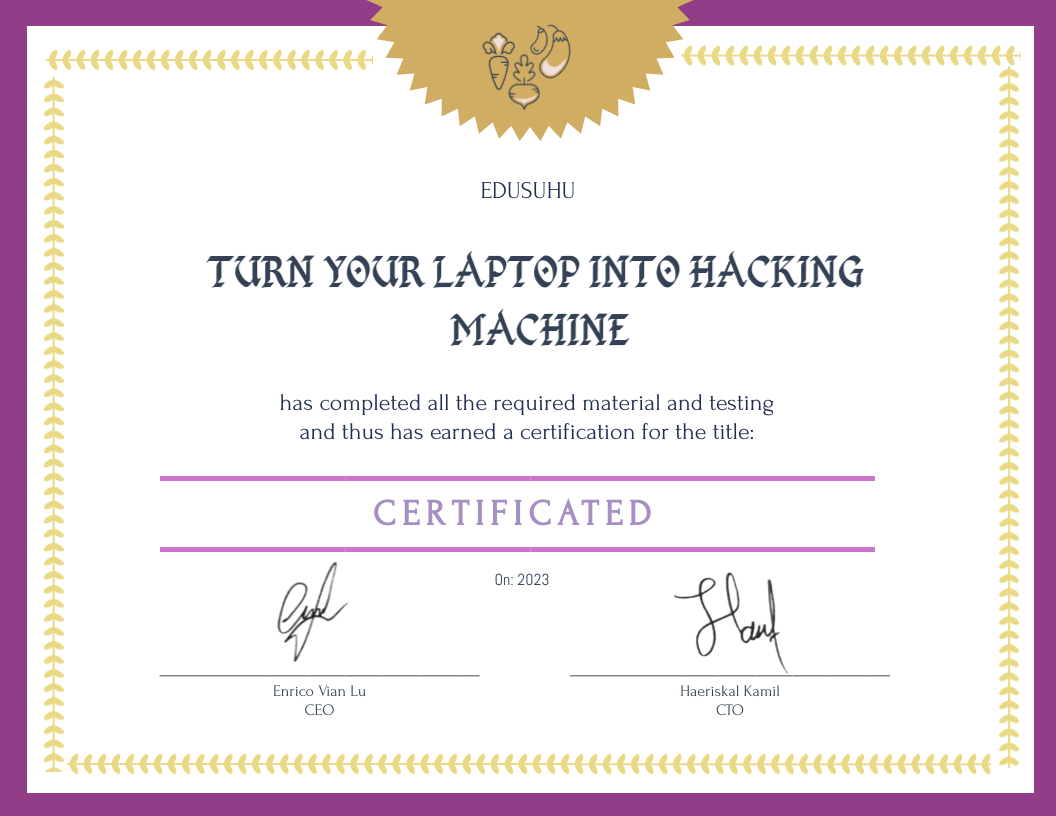 EDUSUHU
TURN YOUR LAPTOP INTO HACKING
MACHINE
has completed all the required material and testing
and thus has earned a certification for the title:
CERTIFICATED
On: 2023
Enrico Vian Lu
CEO
Haeriskal Kamil
CTO